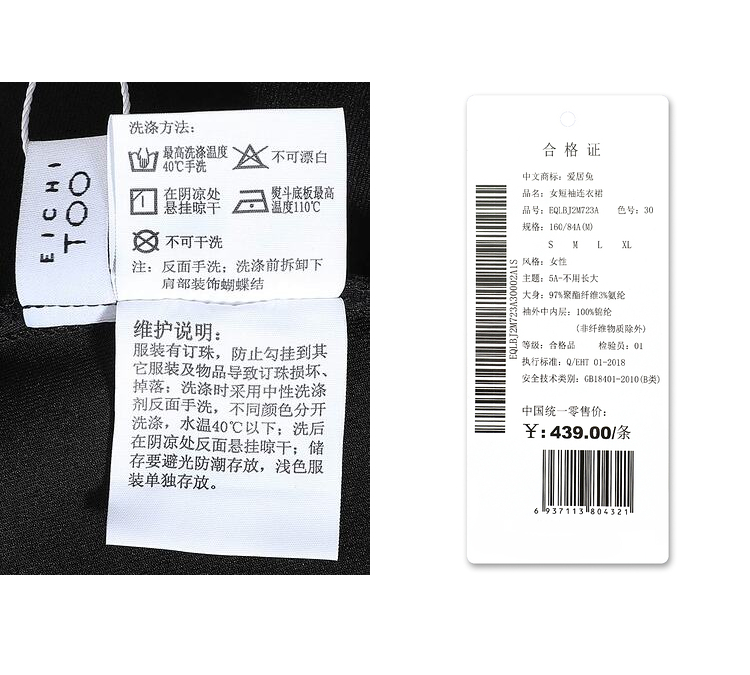 EICHI
TOO
洗涤方法：
最高洗涤温度
40℃手洗
不可漂白
在阴凉处
悬挂晾干
熨斗底板最高
温度110℃
不可干洗
注：反面手洗；洗涤前拆卸下
肩部装饰蝴蝶结
维护说明：
服装有订珠，防止勾挂到其
它服装及物品导致订珠损坏、
掉落；洗涤时采用中性洗涤
剂反面手洗，不同颜色分开
洗涤，水温40℃以下；洗后
在阴凉处反面悬挂晾干；储
存要避光防潮存放，浅色服
装单独存放。
合格证
中文商标：爱居兔
品名：女短袖连衣裙
品号：EQLBJ2M723A 色号：30
规格：160/84A(M)
S M L XL
风格：女性
主题：5A-不用长大
大身：97%聚酯纤维3%氨纶
袖外中内层：100%锦纶
(非纤维物质除外)
等级：合格品 检验员：01
执行标准：Q/EHT 01-2018
安全技术类别：GB18401-2010(B类)
中国统一零售价：
¥：439.00/条
6 937113 804321
EQLBJ2M723A30002A1S